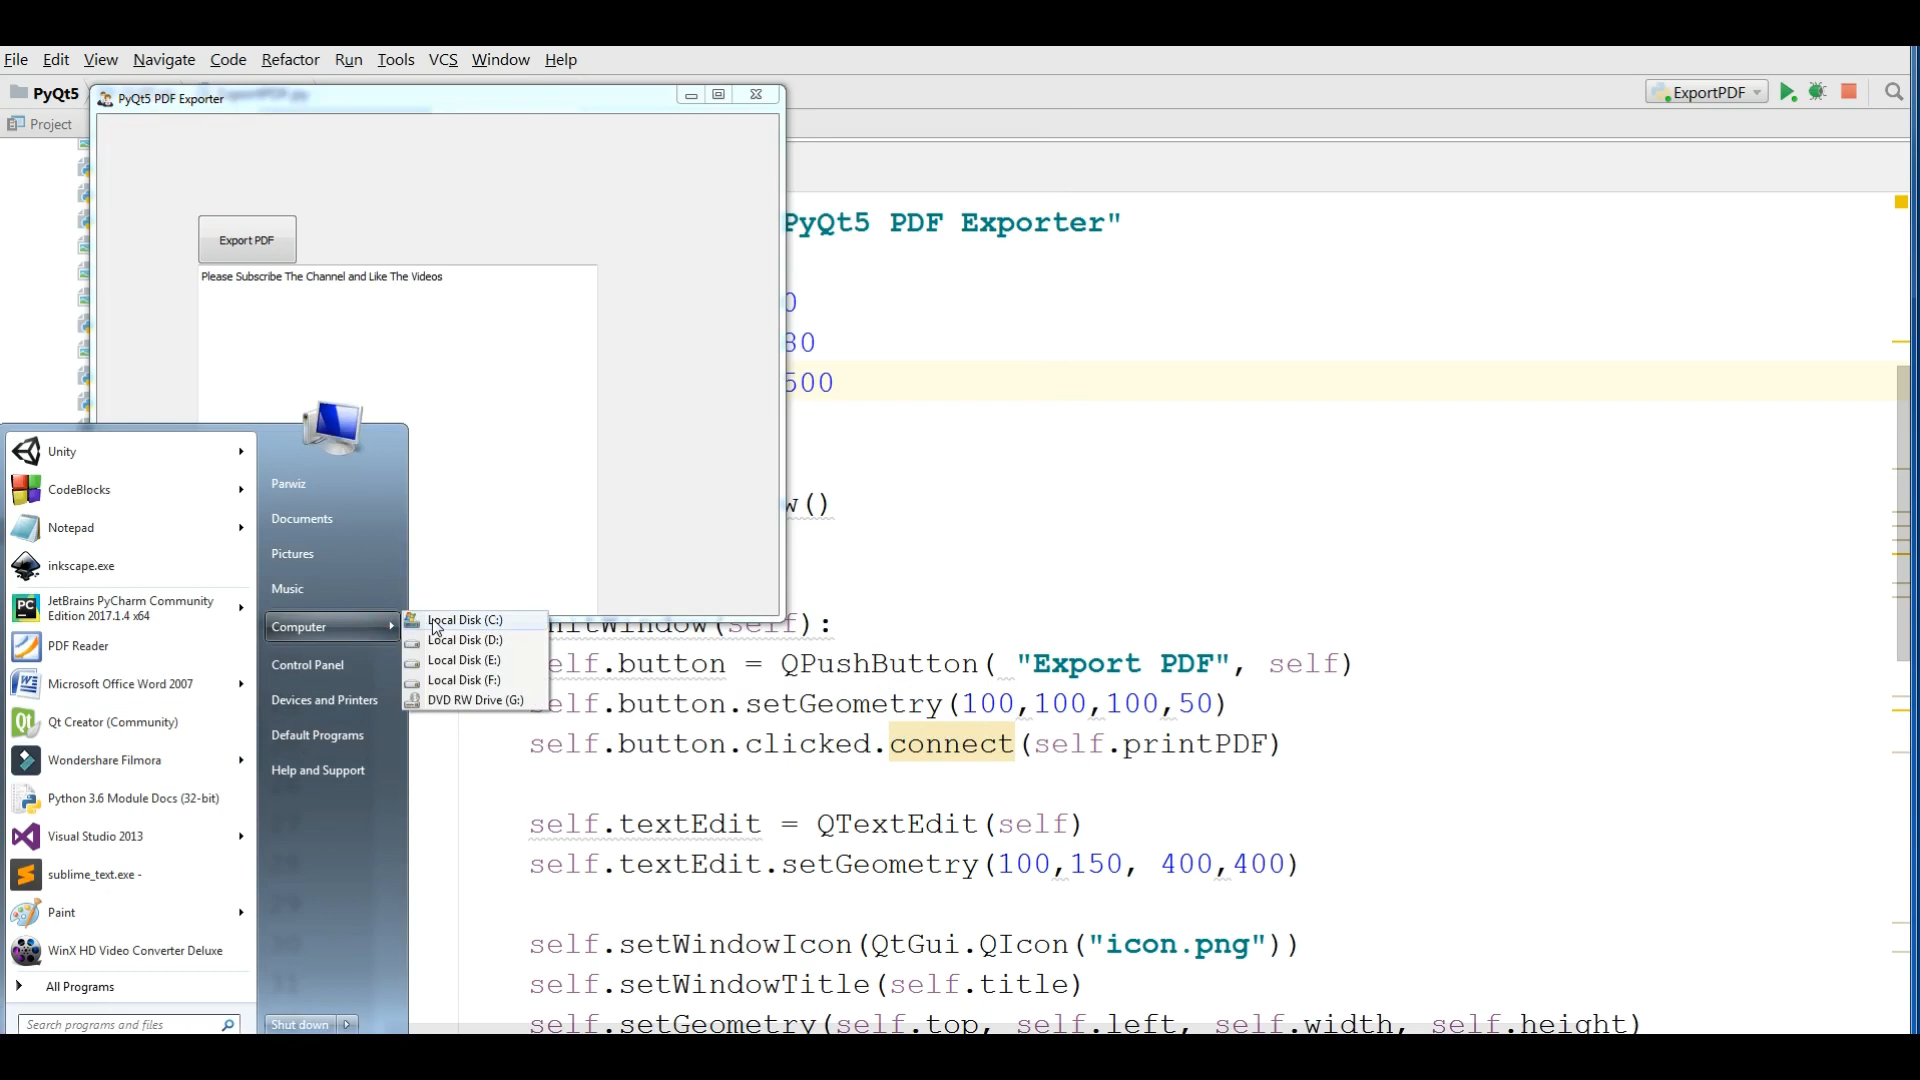 File Edit View Navigate Code Refactor Run Tools VCS Window Help
PyQt5
ExportPDF
PyQt5 PDF Exporter
Project
Export PDF
Please Subscribe The Channel and Like The Videos
PyQt5 PDF Exporter"
0
80
500
w()
initWindow(self):
self.button = QPushButton( "Export PDF", self)
self.button.setGeometry(100,100,100,50)
self.button.clicked.connect(self.printPDF)
self.textEdit = QTextEdit(self)
self.textEdit.setGeometry(100,150, 400,400)
self.setWindowIcon(QtGui.QIcon("icon.png"))
self.setWindowTitle(self.title)
self.setGeometry(self.top, self.left, self.width, self.height)
Unity
CodeBlocks
Notepad
inkscape.exe
JetBrains PyCharm Community
Edition 2017.1.4 x64
PDF Reader
Microsoft Office Word 2007
Qt Creator (Community)
Wondershare Filmora
Python 3.6 Module Docs (32-bit)
Visual Studio 2013
sublime_text.exe -
Paint
WinX HD Video Converter Deluxe
All Programs
Search programs and files
Parwiz
Documents
Pictures
Music
Computer
Control Panel
Devices and Printers
Default Programs
Help and Support
Shut down
Local Disk (C:)
Local Disk (D:)
Local Disk (E:)
Local Disk (F:)
DVD RW Drive (G:)